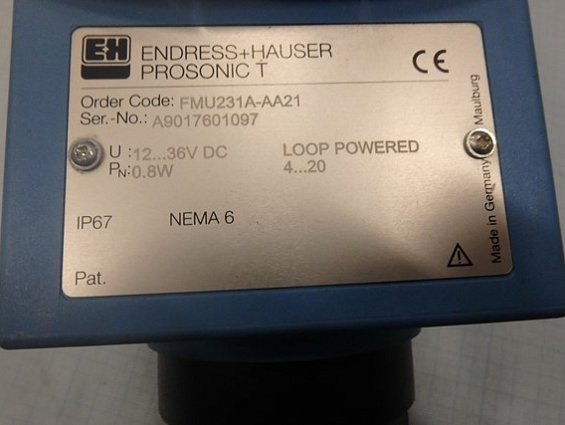 E+H ENDRESS+HAUSER
PROSONIC T
CE
Order Code: FMU231A-AA21
Ser.-No.: A9017601097
U :12...36V DC LOOP POWERED
PN:0.8W 4...20
IP67 NEMA 6
Pat.
Made in Germany Maulburg